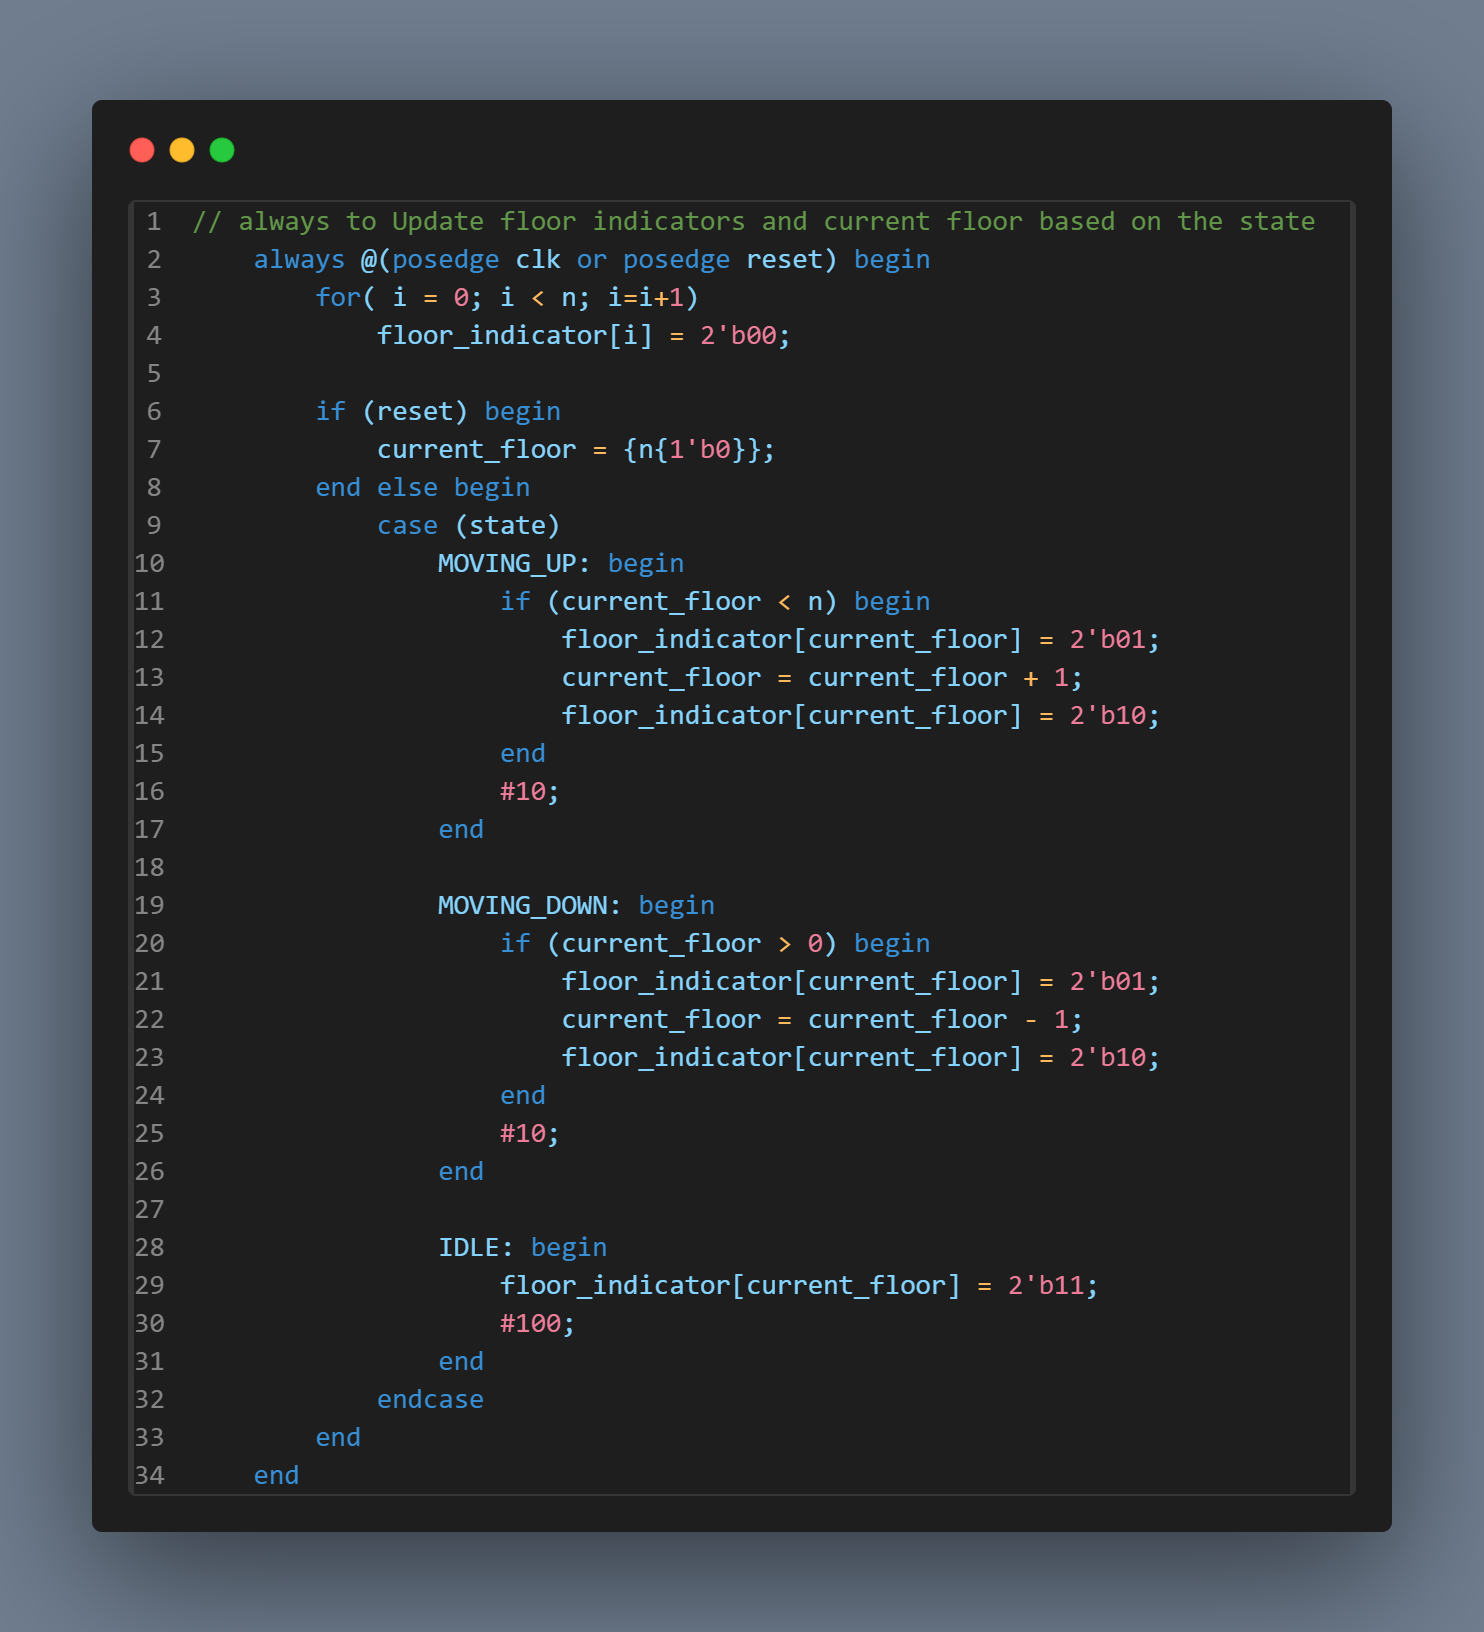 1 // always to Update floor indicators and current floor based on the state
2     always @(posedge clk or posedge reset) begin
3         for( i = 0; i < n; i=i+1)
4             floor_indicator[i] = 2'b00;
5
6         if (reset) begin
7             current_floor = {n{1'b0}};
8         end else begin
9             case (state)
10                 MOVING_UP: begin
11                     if (current_floor < n) begin
12                         floor_indicator[current_floor] = 2'b01;
13                         current_floor = current_floor + 1;
14                         floor_indicator[current_floor] = 2'b10;
15                     end
16                     #10;
17                 end
18
19                 MOVING_DOWN: begin
20                     if (current_floor > 0) begin
21                         floor_indicator[current_floor] = 2'b01;
22                         current_floor = current_floor - 1;
23                         floor_indicator[current_floor] = 2'b10;
24                     end
25                     #10;
26                 end
27
28                 IDLE: begin
29                     floor_indicator[current_floor] = 2'b11;
30                     #100;
31                 end
32             endcase
33         end
34     end